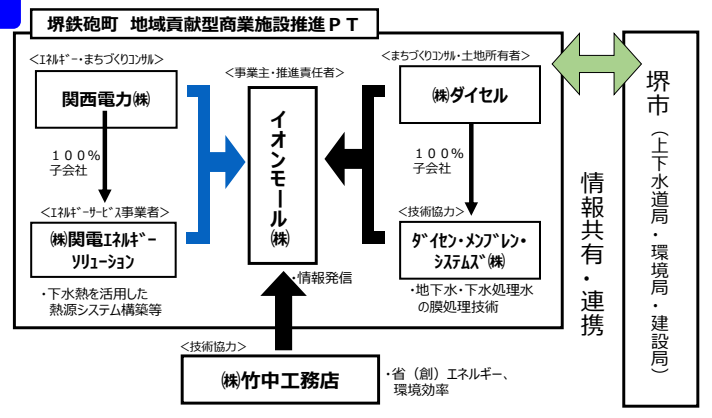 堺鉄砲町 地域貢献型商業施設推進PT
<エネルギー・まちづくりコンサル>
関西電力㈱
100%
子会社
<エネルギーサービス事業者>
㈱関電エネルギー
ソリューション
・下水熱を活用した
熱源システム構築等
<事業主・推進責任者>
イオンモール㈱
・情報発信
<まちづくりコンサル・土地所有者>
㈱ダイセル
100%
子会社
<技術協力>
ダイセン・メンブレン・
システムズ㈱
・地下水・下水処理水
の膜処理技術
<技術協力>
㈱竹中工務店
・省（創）エネルギー、
環境効率
情報共有・連携
堺市（上下水道局・環境局・建設局）